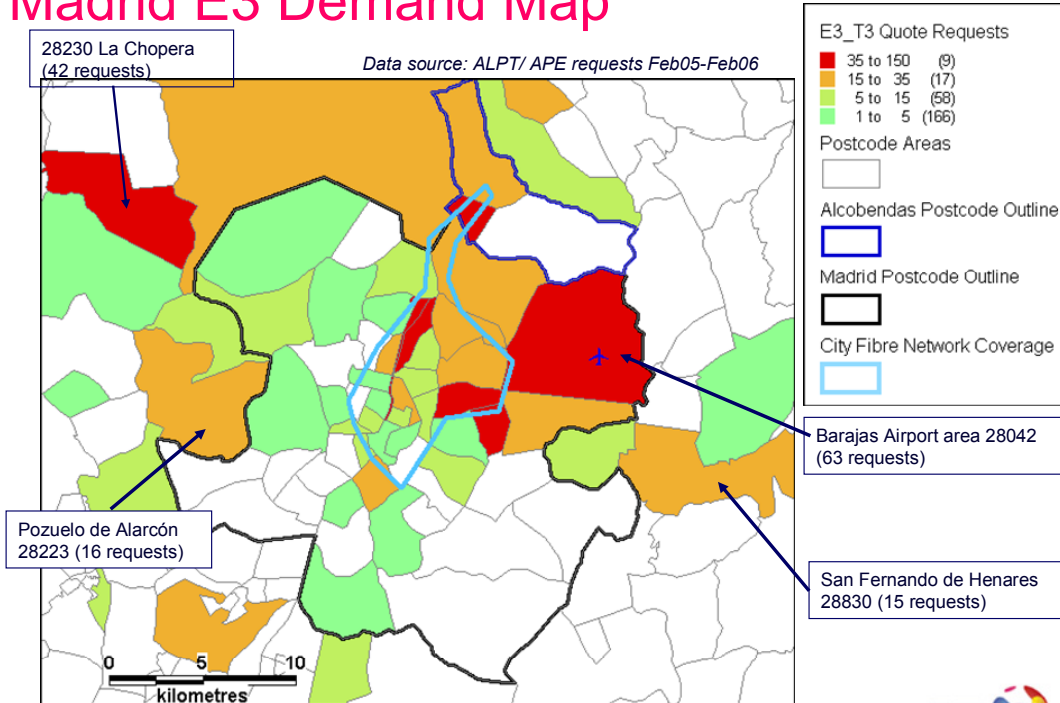 Madrid E3 Demand Map
28230 La Chopera
(42 requests)
Data source: ALPT/ APE requests Feb05-Feb06
E3_T3 Quote Requests
35 to 150 (9)
15 to 35 (17)
5 to 15 (58)
1 to 5 (166)
Postcode Areas
Alcobendas Postcode Outline
Madrid Postcode Outline
City Fibre Network Coverage
Barajas Airport area 28042
(63 requests)
Pozuelo de Alarcón
28223 (16 requests)
San Fernando de Henares
28830 (15 requests)
0 5 10
kilometres